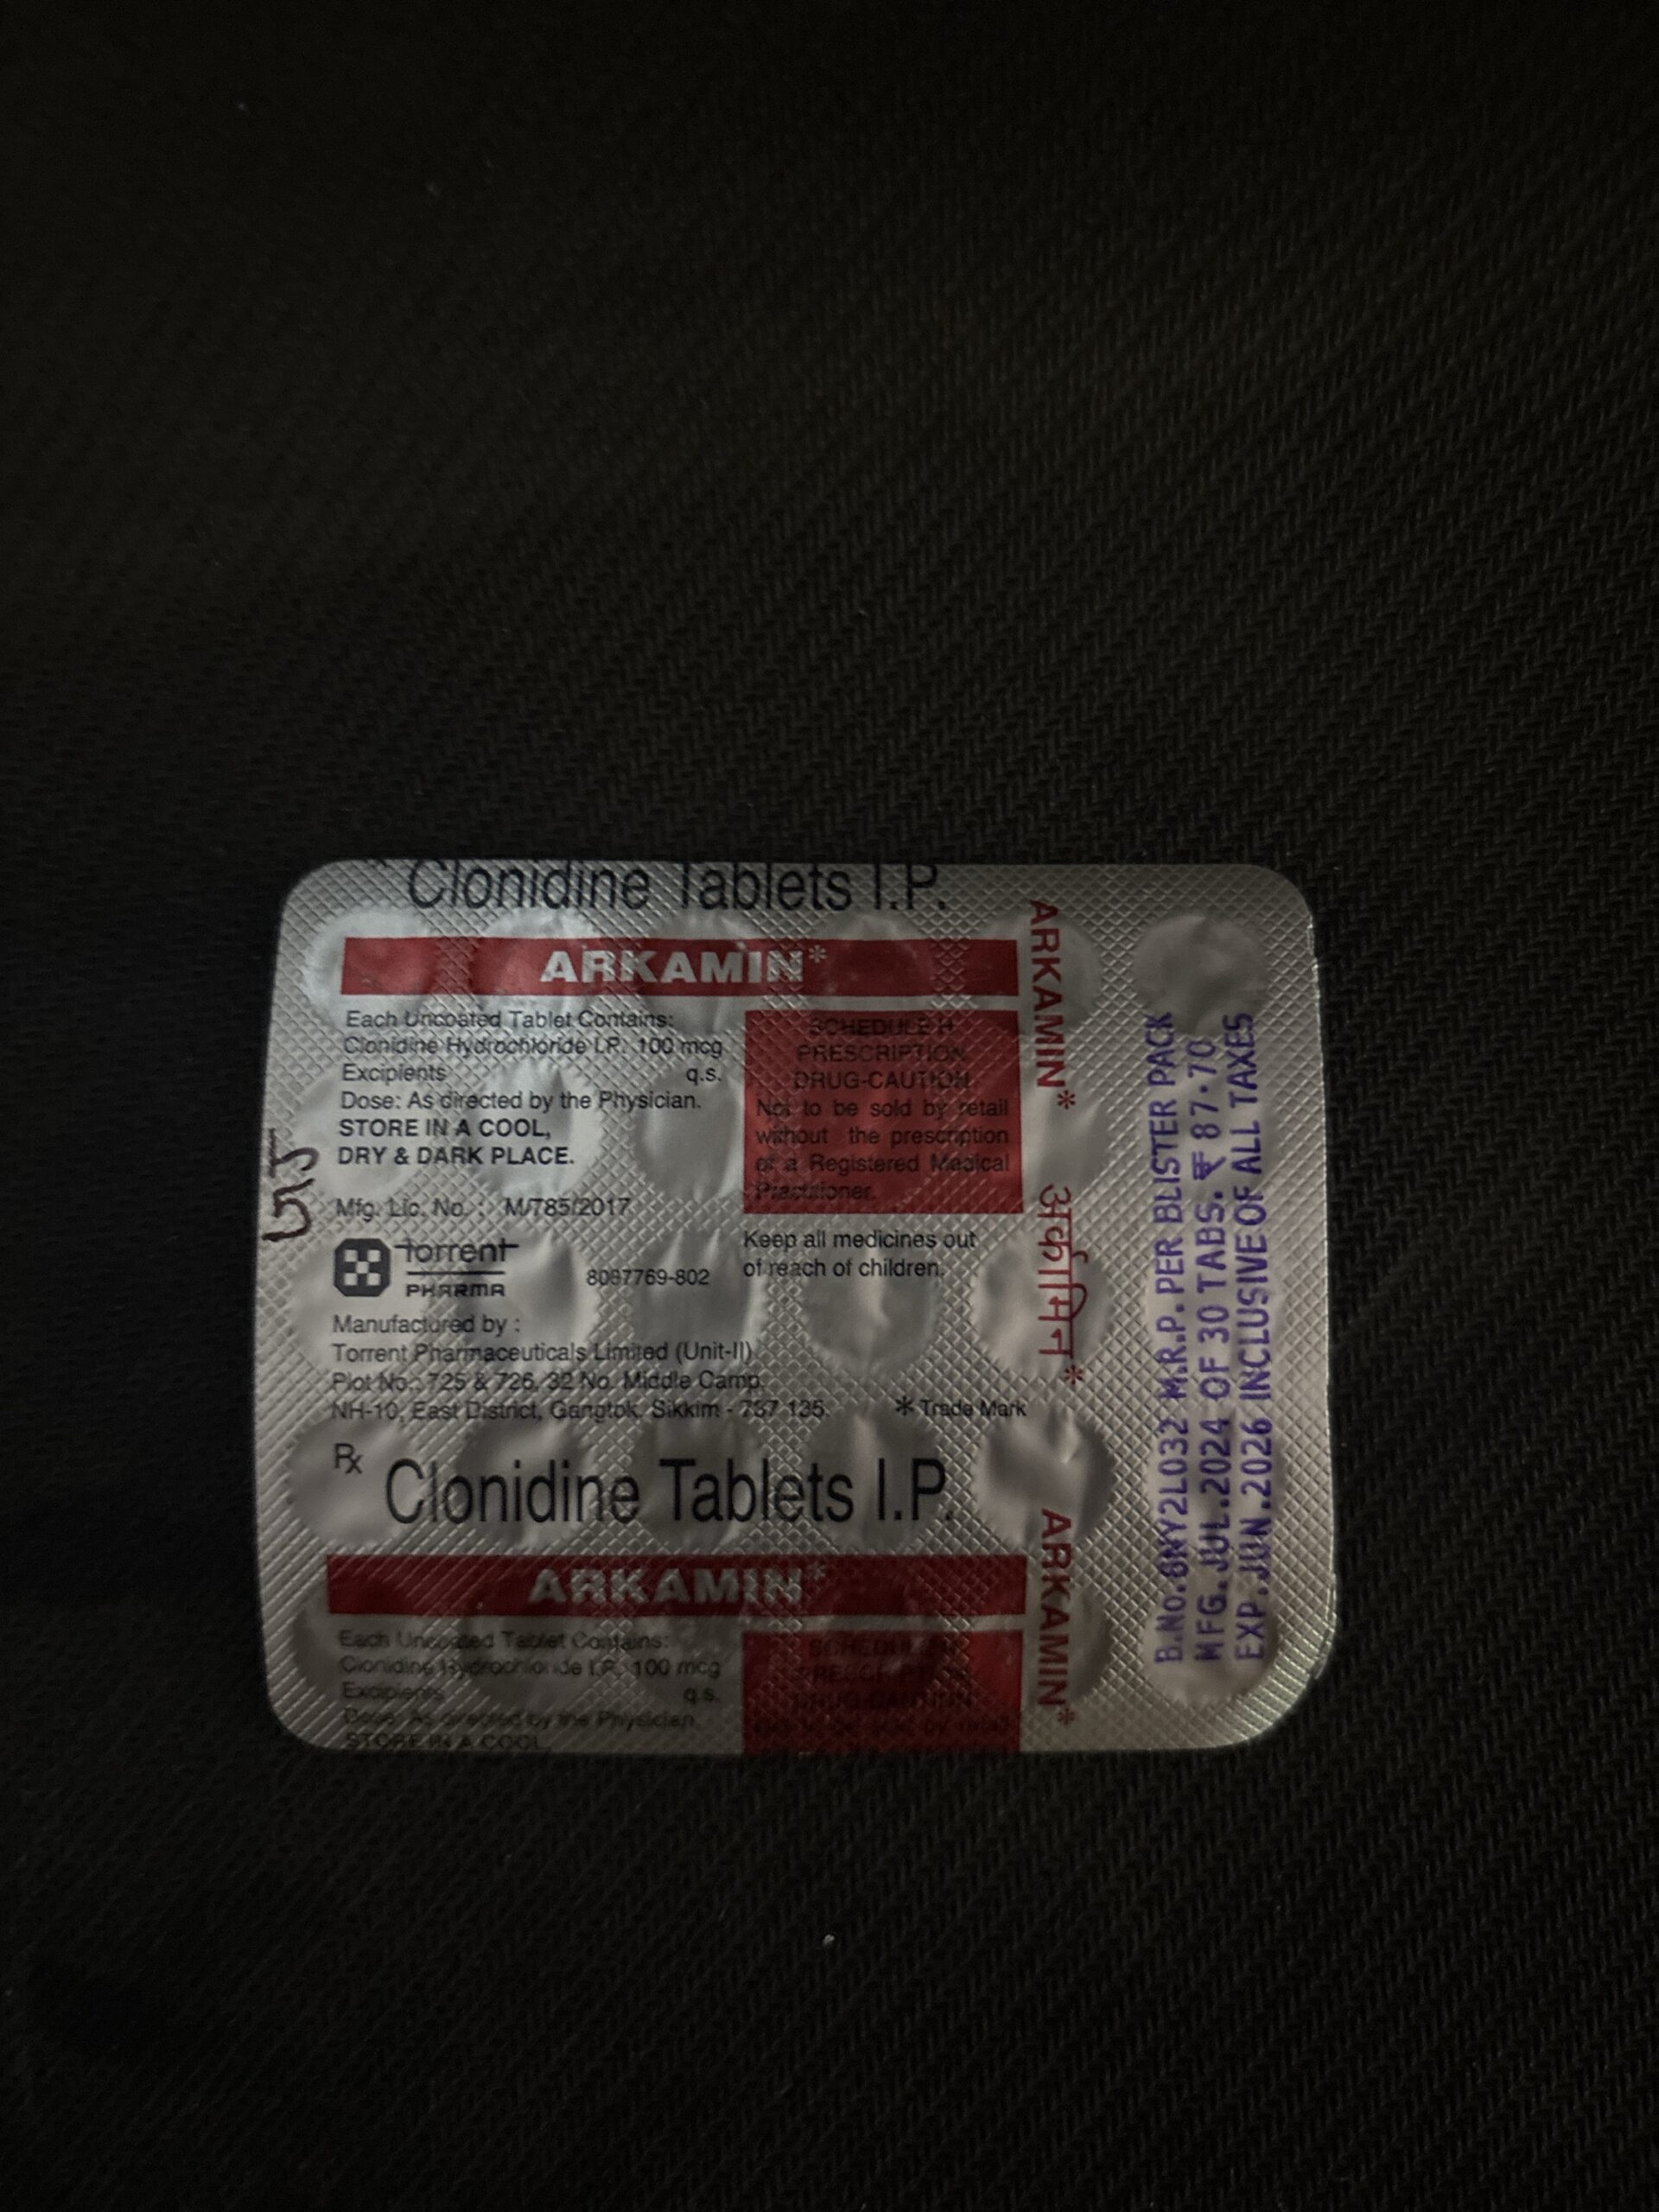 Clonidine Tablets I.P.
ARKAMIN*
Each Uncoated Tablet Contains:
Clonidine Hydrochloride I.P. 100 mcg
Excipients q.s.
Dose: As directed by the Physician.
STORE IN A COOL,
DRY & DARK PLACE.
Mfg. Lic. No. : M/785/2017
SCHEDULE H
PRESCRIPTION
DRUG-CAUTION
Not to be sold by retail
without the prescription
of a Registered Medical
Practitioner.
Keep all medicines out
of reach of children.
torrent
PHARMA
8087769-802
Manufactured by :
Torrent Pharmaceuticals Limited (Unit-II)
Plot No.: 725 & 726, 32 No. Middle Camp,
NH-10, East District, Gangtok, Sikkim - 737 135.
* Trade Mark
Rx
Clonidine Tablets I.P.
ARKAMIN*
Each Uncoated Tablet Contains:
Clonidine Hydrochloride I.P. 100 mcg
Excipients q.s.
Dose: As directed by the Physician.
STORE IN A COOL,
SCHEDULE H
PRESCRIPTION
DRUG-CAUTION
ARKAMIN*
अर्कामिन*
ARKAMIN*
B.No.8NY2L032 M.R.P. PER BLISTER PACK
MFG.JUL.2024 OF 30 TABS. ₹ 87.70
EXP.JUN.2026 INCLUSIVE OF ALL TAXES